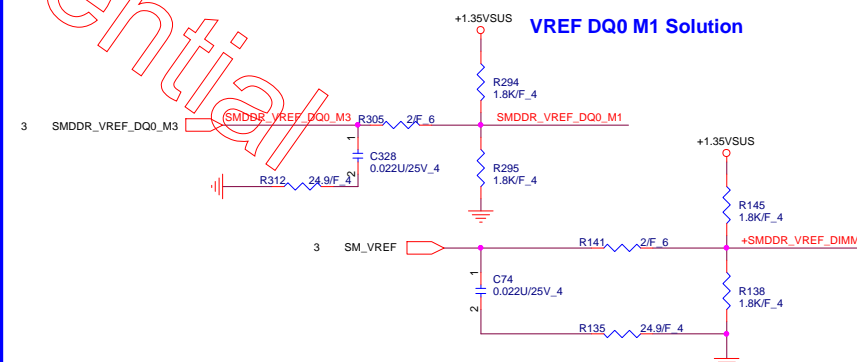 +1.35VSUS
VREF DQ0 M1 Solution
R294
1.8K/F_4
3 SMDDR_VREF_DQ0_M3
SMDDR_VREF_DQ0_M3
R305 2/F_6
SMDDR_VREF_DQ0_M1
1
C328
0.022U/25V_4
2
R312 24.9/F_4
R295
1.8K/F_4
ential
+1.35VSUS
R145
1.8K/F_4
3 SM_VREF
R141 2/F_6
+SMDDR_VREF_DIMM
1
C74
0.022U/25V_4
2
R138
1.8K/F_4
R135 24.9/F_4